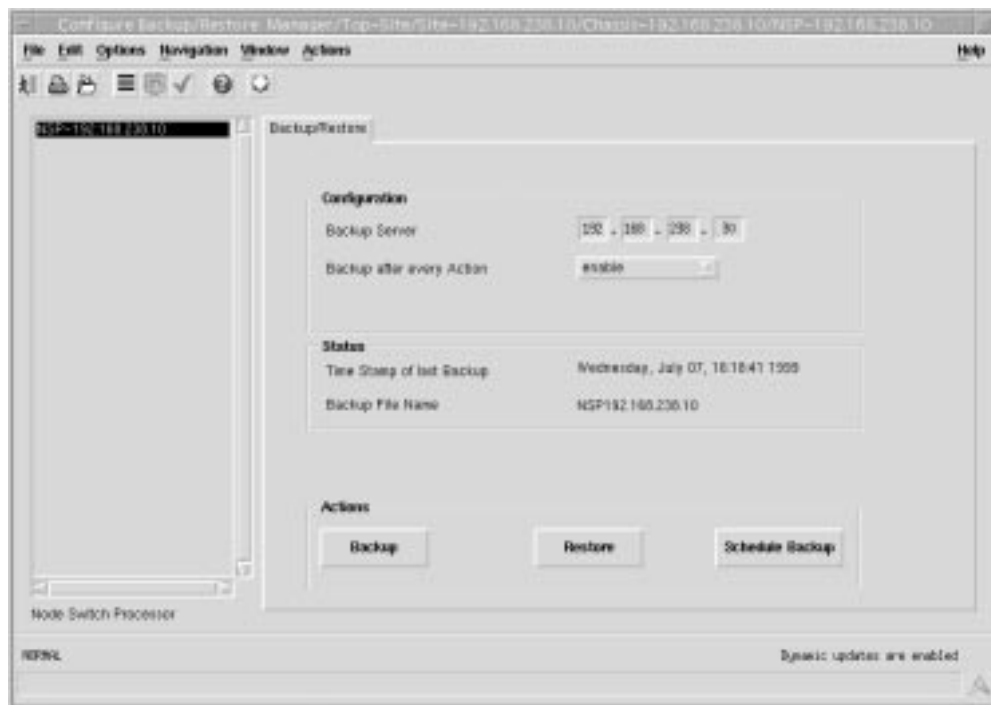 Configure Backup/Restore Manager/Top-Site/Site-192.168.238.10/Chassis-192.168.238.10/NSP-192.168.238.10
File Edit Options Navigation Window Actions Help
NSP-192.168.238.10
Backup/Restore
Configuration
Backup Server 192 . 168 . 238 .
Backup after every Action enable
Status
Time Stamp of last Backup Wednesday, July 07, 1999
Backup File Name NSP192.168.238.10
Actions
Backup Restore Schedule Backup
Node Switch Processor
NORMAL Dynamic updates are enabled